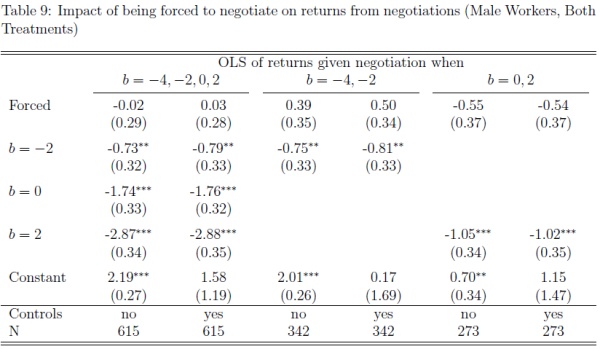 Table 9: Impact of being forced to negotiate on returns from negotiations (Male Workers, Both
Treatments)
OLS of returns given negotiation when
b = −4, −2, 0, 2 b = −4, −2 b = 0, 2
Forced -0.02 0.03 0.39 0.50 -0.55 -0.54
(0.29) (0.28) (0.35) (0.34) (0.37) (0.37)
b = −2 -0.73** -0.79** -0.75** -0.81**
(0.32) (0.33) (0.33) (0.33)
b = 0 -1.74*** -1.76***
(0.33) (0.32)
b = 2 -2.87*** -2.88*** -1.05*** -1.02***
(0.34) (0.35) (0.34) (0.35)
Constant 2.19*** 1.58 2.01*** 0.17 0.70** 1.15
(0.27) (1.19) (0.26) (1.69) (0.34) (1.47)
Controls no yes no yes no yes
N 615 615 342 342 273 273